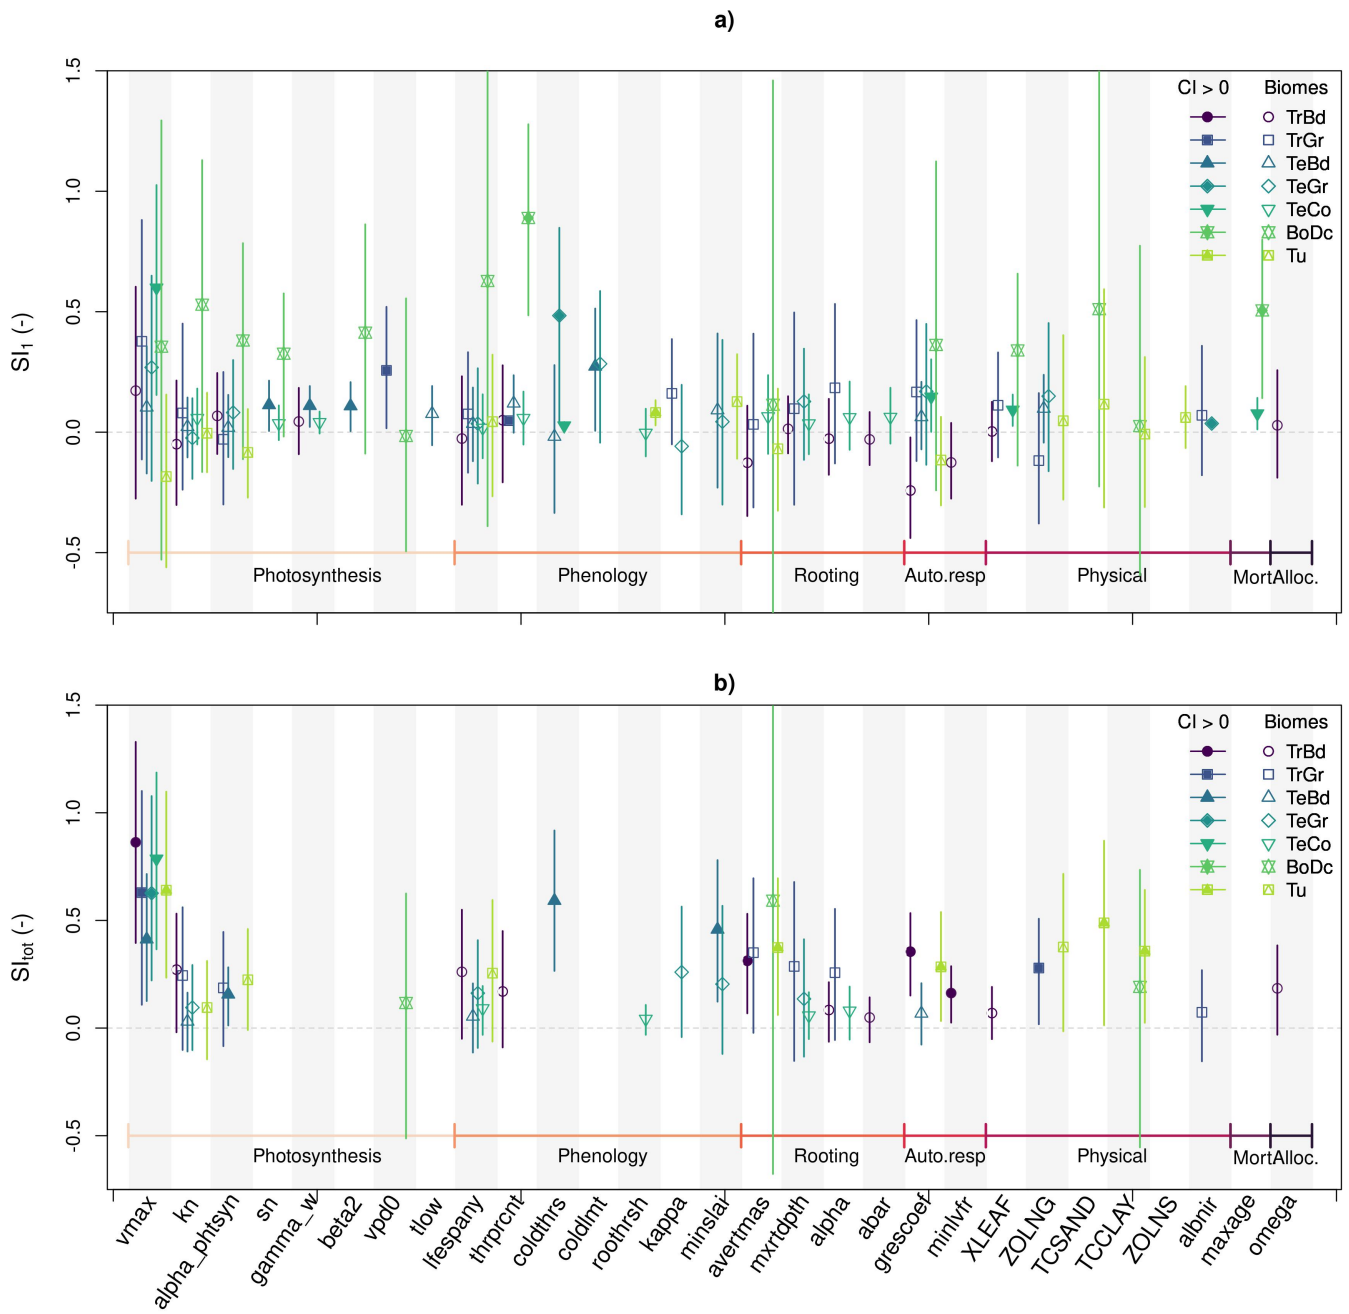 a)
1.5
1.0
0.5
0.0
-0.5
SI1 (-)
CI > 0 Biomes
TrBd
TrGr
TeBd
TeGr
TeCo
BoDc
Tu
Photosynthesis Phenology Rooting Auto.resp Physical MortAlloc.
b)
1.5
1.0
0.5
0.0
-0.5
SItot (-)
CI > 0 Biomes
TrBd
TrGr
TeBd
TeGr
TeCo
BoDc
Tu
Photosynthesis Phenology Rooting Auto.resp Physical MortAlloc.
vmax
kn
alpha_phtsyn
sn
gamma_w
beta2
vpd0
tlow
lfespany
thrprcnt
coldthrs
coldlmt
roothrsh
kappa
minslai
avertmas
mxrtdpth
alpha
abar
grescoef
minlvfr
XLEAF
ZOLNG
TCSAND
TCCLAY
ZOLNS
albnir
maxage
omega